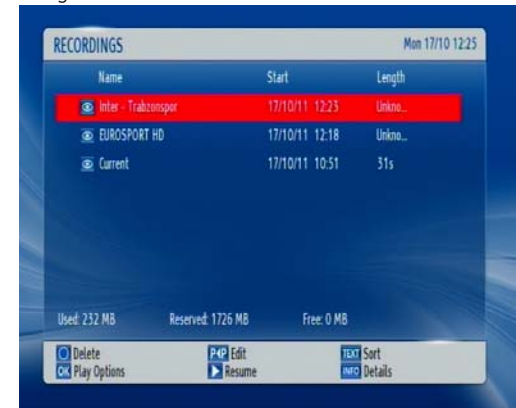 RECORDINGS Mon 17/10 12:25
Name Start Length
Inter - Trabzonspor 17/10/11 12:23 Unkno...
EUROSPORT HD 17/10/11 12:18 Unkno...
Current 17/10/11 10:51 31s
Used: 232 MB Reserved: 1726 MB Free: 0 MB
Delete P<P Edit TEXT Sort
OK Play Options Resume INFO Details